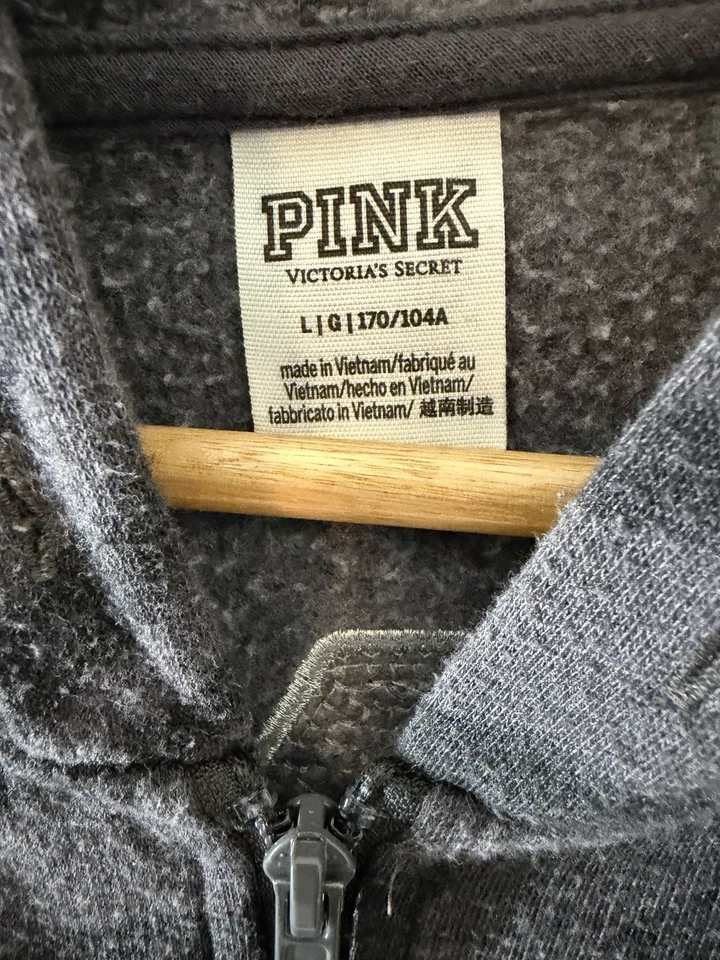 PINK
VICTORIA'S SECRET
L | G | 170/104A
made in Vietnam/fabriqué au
Vietnam/hecho en Vietnam/
fabbricato in Vietnam/ 越南制造